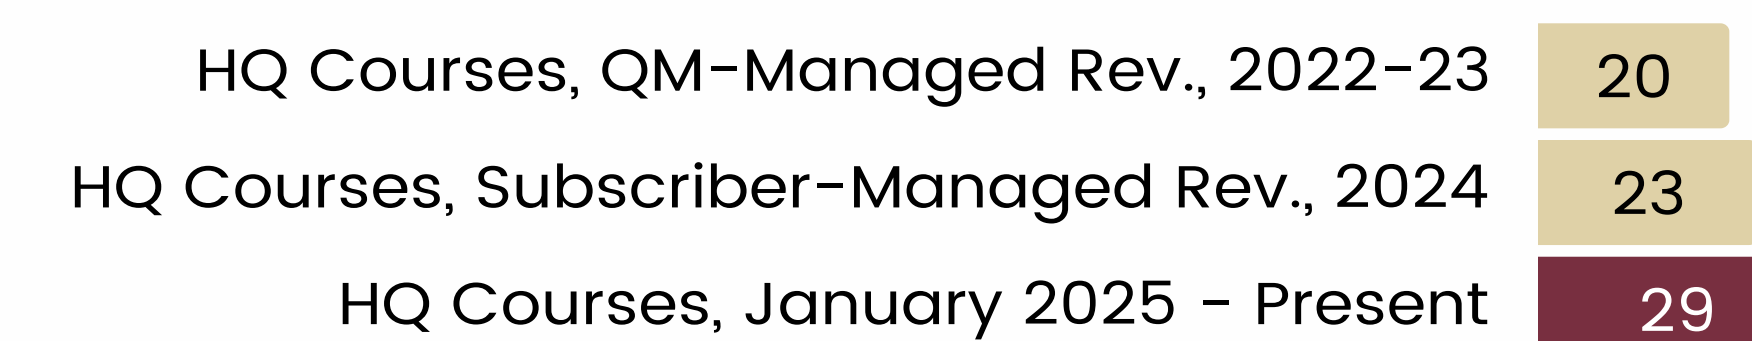 HQ Courses, QM-Managed Rev., 2022-23 20
HQ Courses, Subscriber-Managed Rev., 2024 23
HQ Courses, January 2025 - Present 29